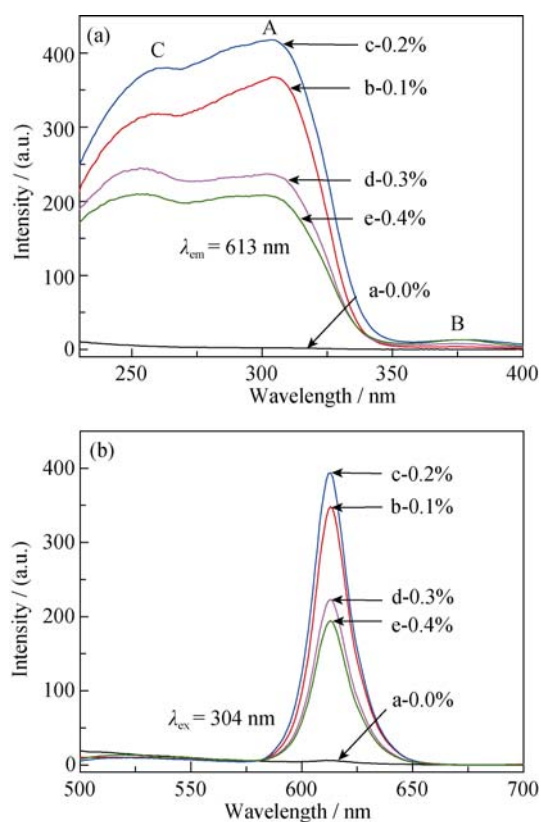 (a)
C
A
c-0.2%
b-0.1%
d-0.3%
e-0.4%
λem = 613 nm
a-0.0%
B
400
300
200
100
0
Intensity / (a.u.)
250 300 350 400
Wavelength / nm
(b)
c-0.2%
b-0.1%
d-0.3%
e-0.4%
a-0.0%
λex = 304 nm
400
300
200
100
0
Intensity / (a.u.)
500 550 600 650 700
Wavelength / nm